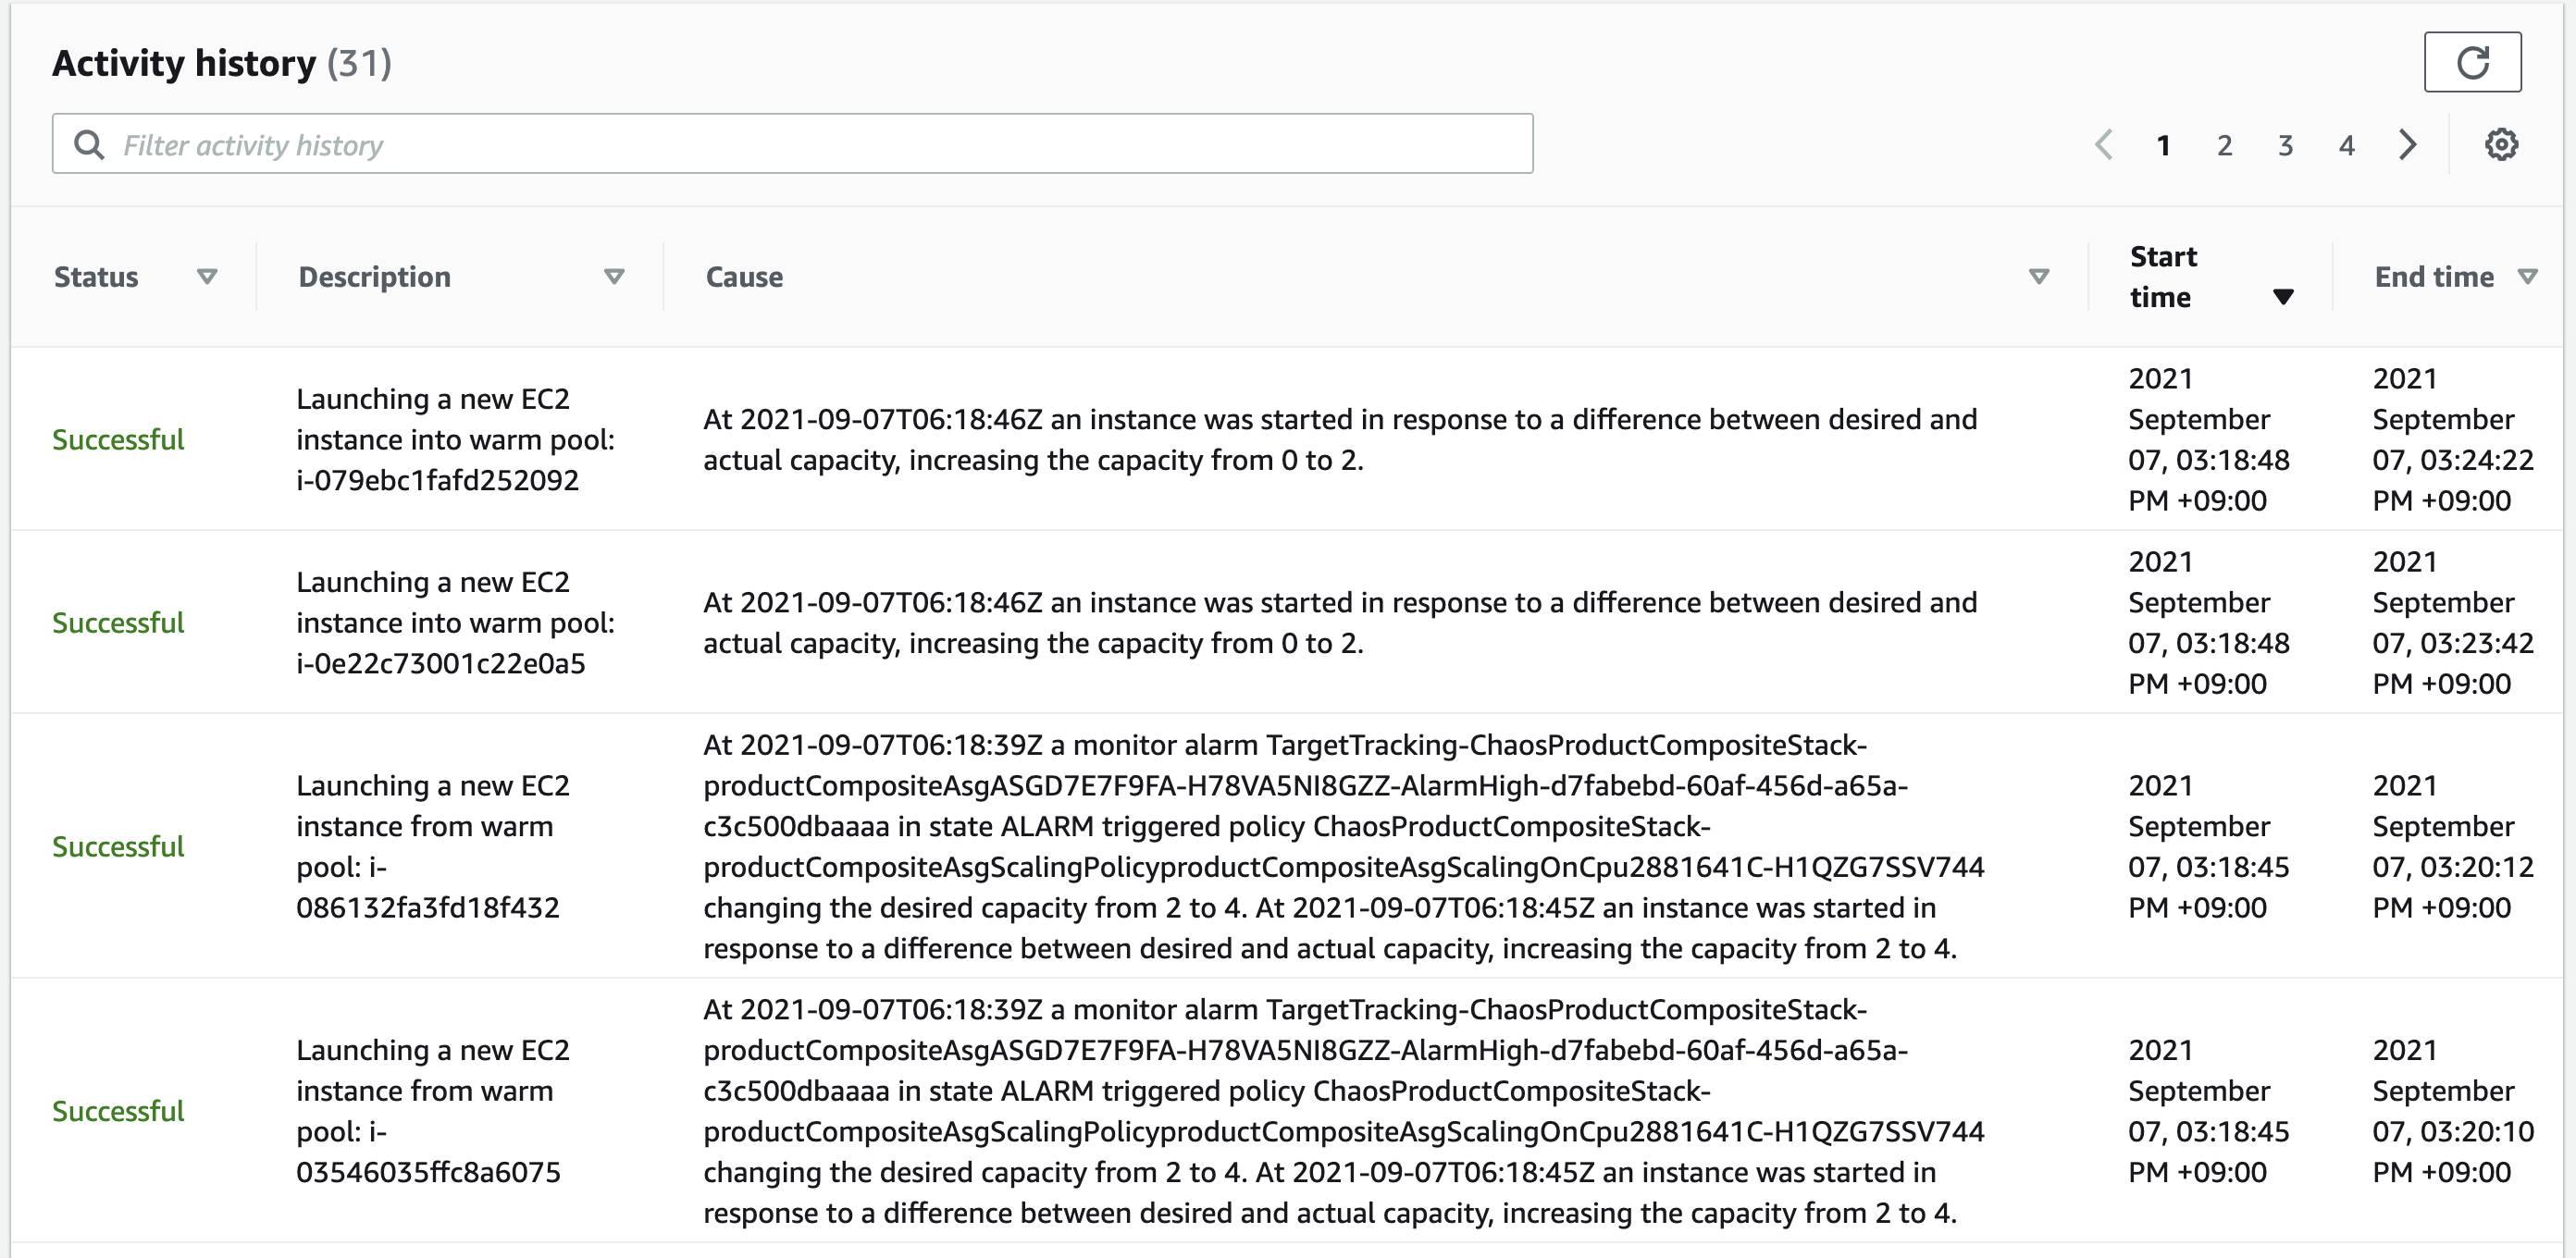 Activity history (31)
Filter activity history
1 2 3 4
Status Description Cause Start time End time
Successful
Launching a new EC2
instance into warm pool:
i-079ebc1fafd252092
At 2021-09-07T06:18:46Z an instance was started in response to a difference between desired and
actual capacity, increasing the capacity from 0 to 2.
2021
September
07, 03:18:48
PM +09:00
2021
September
07, 03:24:22
PM +09:00
Successful
Launching a new EC2
instance into warm pool:
i-0e22c73001c22e0a5
At 2021-09-07T06:18:46Z an instance was started in response to a difference between desired and
actual capacity, increasing the capacity from 0 to 2.
2021
September
07, 03:18:48
PM +09:00
2021
September
07, 03:23:42
PM +09:00
Successful
Launching a new EC2
instance from warm
pool: i-
086132fa3fd18f432
At 2021-09-07T06:18:39Z a monitor alarm TargetTracking-ChaosProductCompositeStack-
productCompositeAsgASGD7E7F9FA-H78VA5NI8GZZ-AlarmHigh-d7fabebd-60af-456d-a65a-
c3c500dbaaaa in state ALARM triggered policy ChaosProductCompositeStack-
productCompositeAsgScalingPolicyproductCompositeAsgScalingOnCpu2881641C-H1QZG7SSV744
changing the desired capacity from 2 to 4. At 2021-09-07T06:18:45Z an instance was started in
response to a difference between desired and actual capacity, increasing the capacity from 2 to 4.
2021
September
07, 03:18:45
PM +09:00
2021
September
07, 03:20:12
PM +09:00
Successful
Launching a new EC2
instance from warm
pool: i-
03546035ffc8a6075
At 2021-09-07T06:18:39Z a monitor alarm TargetTracking-ChaosProductCompositeStack-
productCompositeAsgASGD7E7F9FA-H78VA5NI8GZZ-AlarmHigh-d7fabebd-60af-456d-a65a-
c3c500dbaaaa in state ALARM triggered policy ChaosProductCompositeStack-
productCompositeAsgScalingPolicyproductCompositeAsgScalingOnCpu2881641C-H1QZG7SSV744
changing the desired capacity from 2 to 4. At 2021-09-07T06:18:45Z an instance was started in
response to a difference between desired and actual capacity, increasing the capacity from 2 to 4.
2021
September
07, 03:18:45
PM +09:00
2021
September
07, 03:20:10
PM +09:00